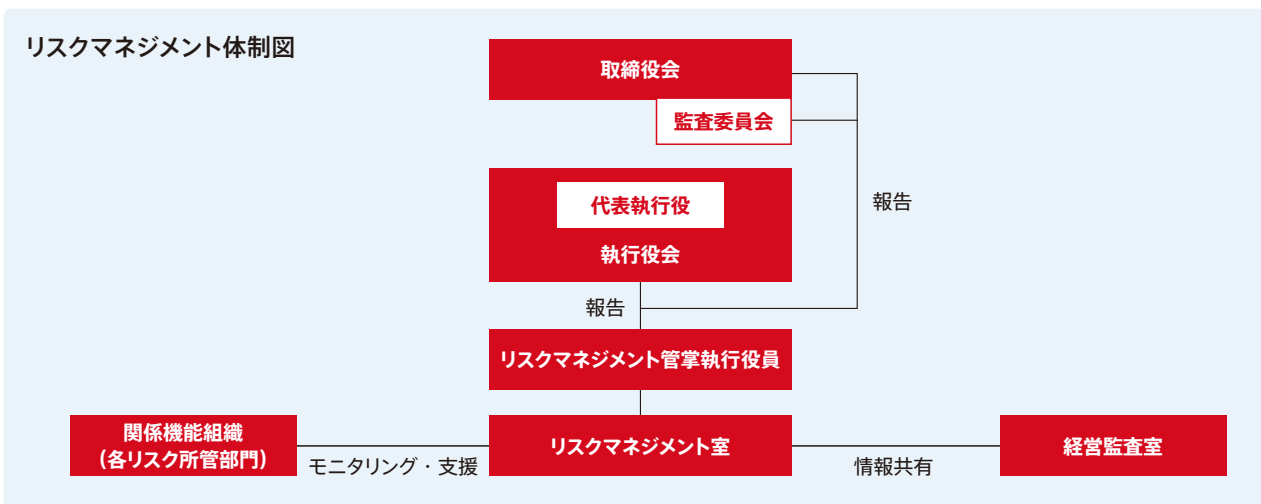 リスクマネジメント体制図
取締役会
監査委員会
代表執行役
報告
執行役会
報告
リスクマネジメント管掌執行役員
関係機能組織
(各リスク所管部門)
モニタリング・支援
リスクマネジメント室
情報共有
経営監査室